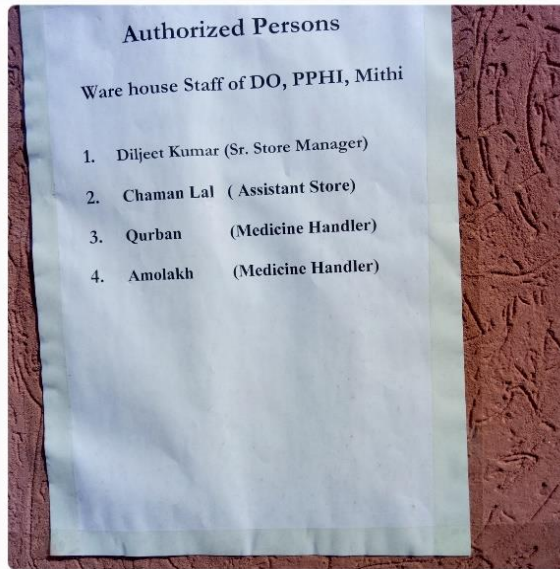 Authorized Persons
Ware house Staff of DO, PPHI, Mithi
1. Diljeet Kumar (Sr. Store Manager)
2. Chaman Lal ( Assistant Store)
3. Qurban (Medicine Handler)
4. Amolakh (Medicine Handler)